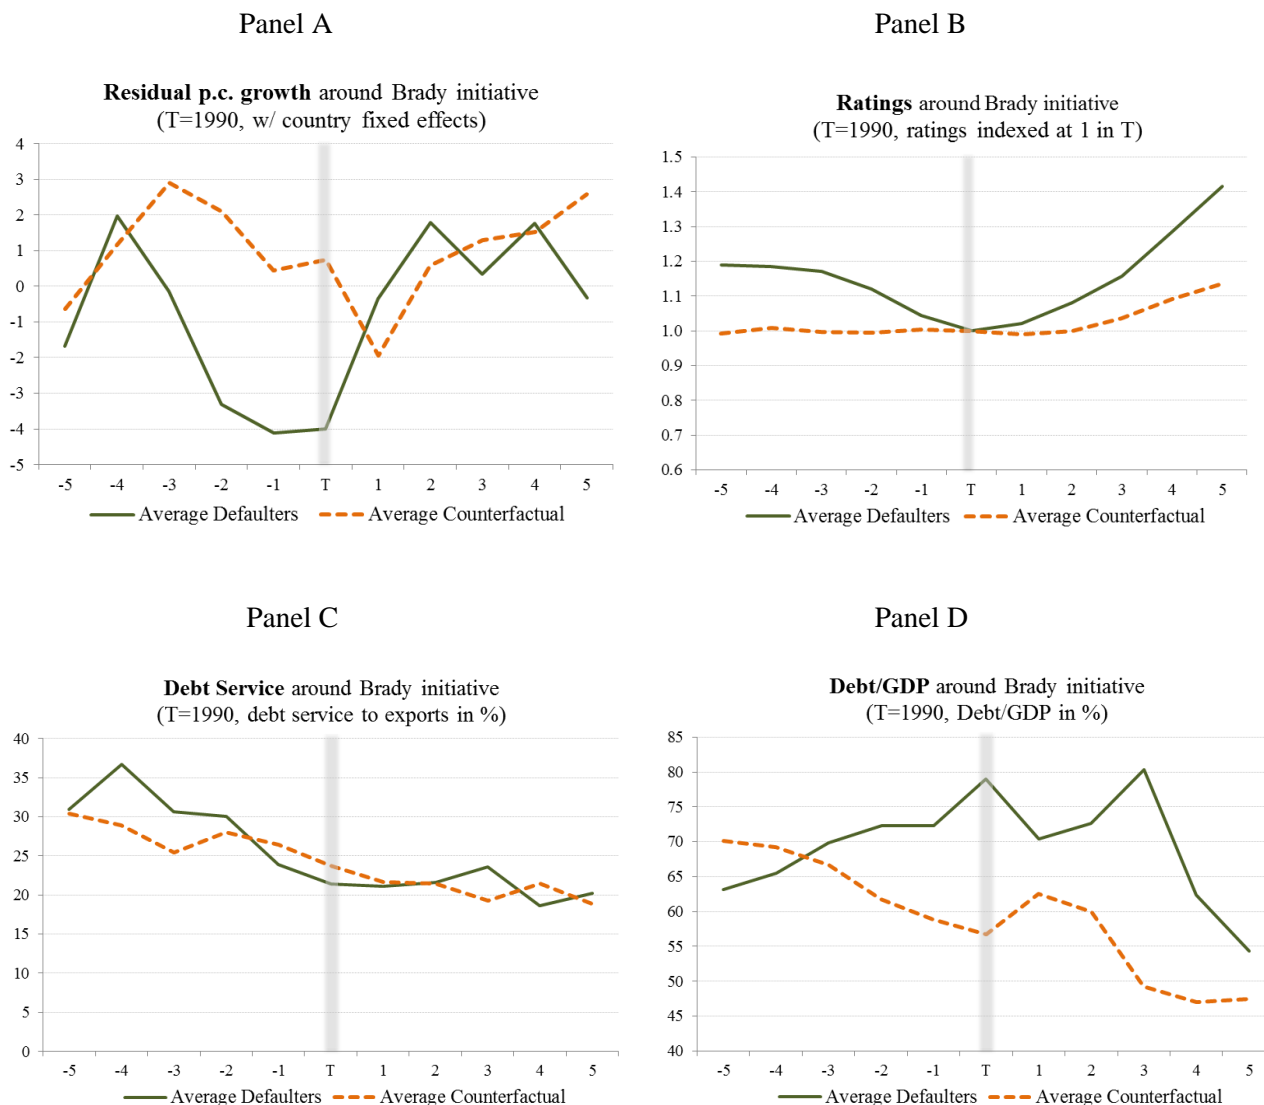 Panel A
Residual p.c. growth around Brady initiative
(T=1990, w/ country fixed effects)
4
3
2
1
0
-1
-2
-3
-4
-5
-5 -4 -3 -2 -1 T 1 2 3 4 5
Average Defaulters Average Counterfactual
Panel B
Ratings around Brady initiative
(T=1990, ratings indexed at 1 in T)
1.5
1.4
1.3
1.2
1.1
1.0
0.9
0.8
0.7
0.6
-5 -4 -3 -2 -1 T 1 2 3 4 5
Average Defaulters Average Counterfactual
Panel C
Debt Service around Brady initiative
(T=1990, debt service to exports in %)
40
35
30
25
20
15
10
5
0
-5 -4 -3 -2 -1 T 1 2 3 4 5
Average Defaulters Average Counterfactual
Panel D
Debt/GDP around Brady initiative
(T=1990, Debt/GDP in %)
85
80
75
70
65
60
55
50
45
40
-5 -4 -3 -2 -1 T 1 2 3 4 5
Average Defaulters Average Counterfactual